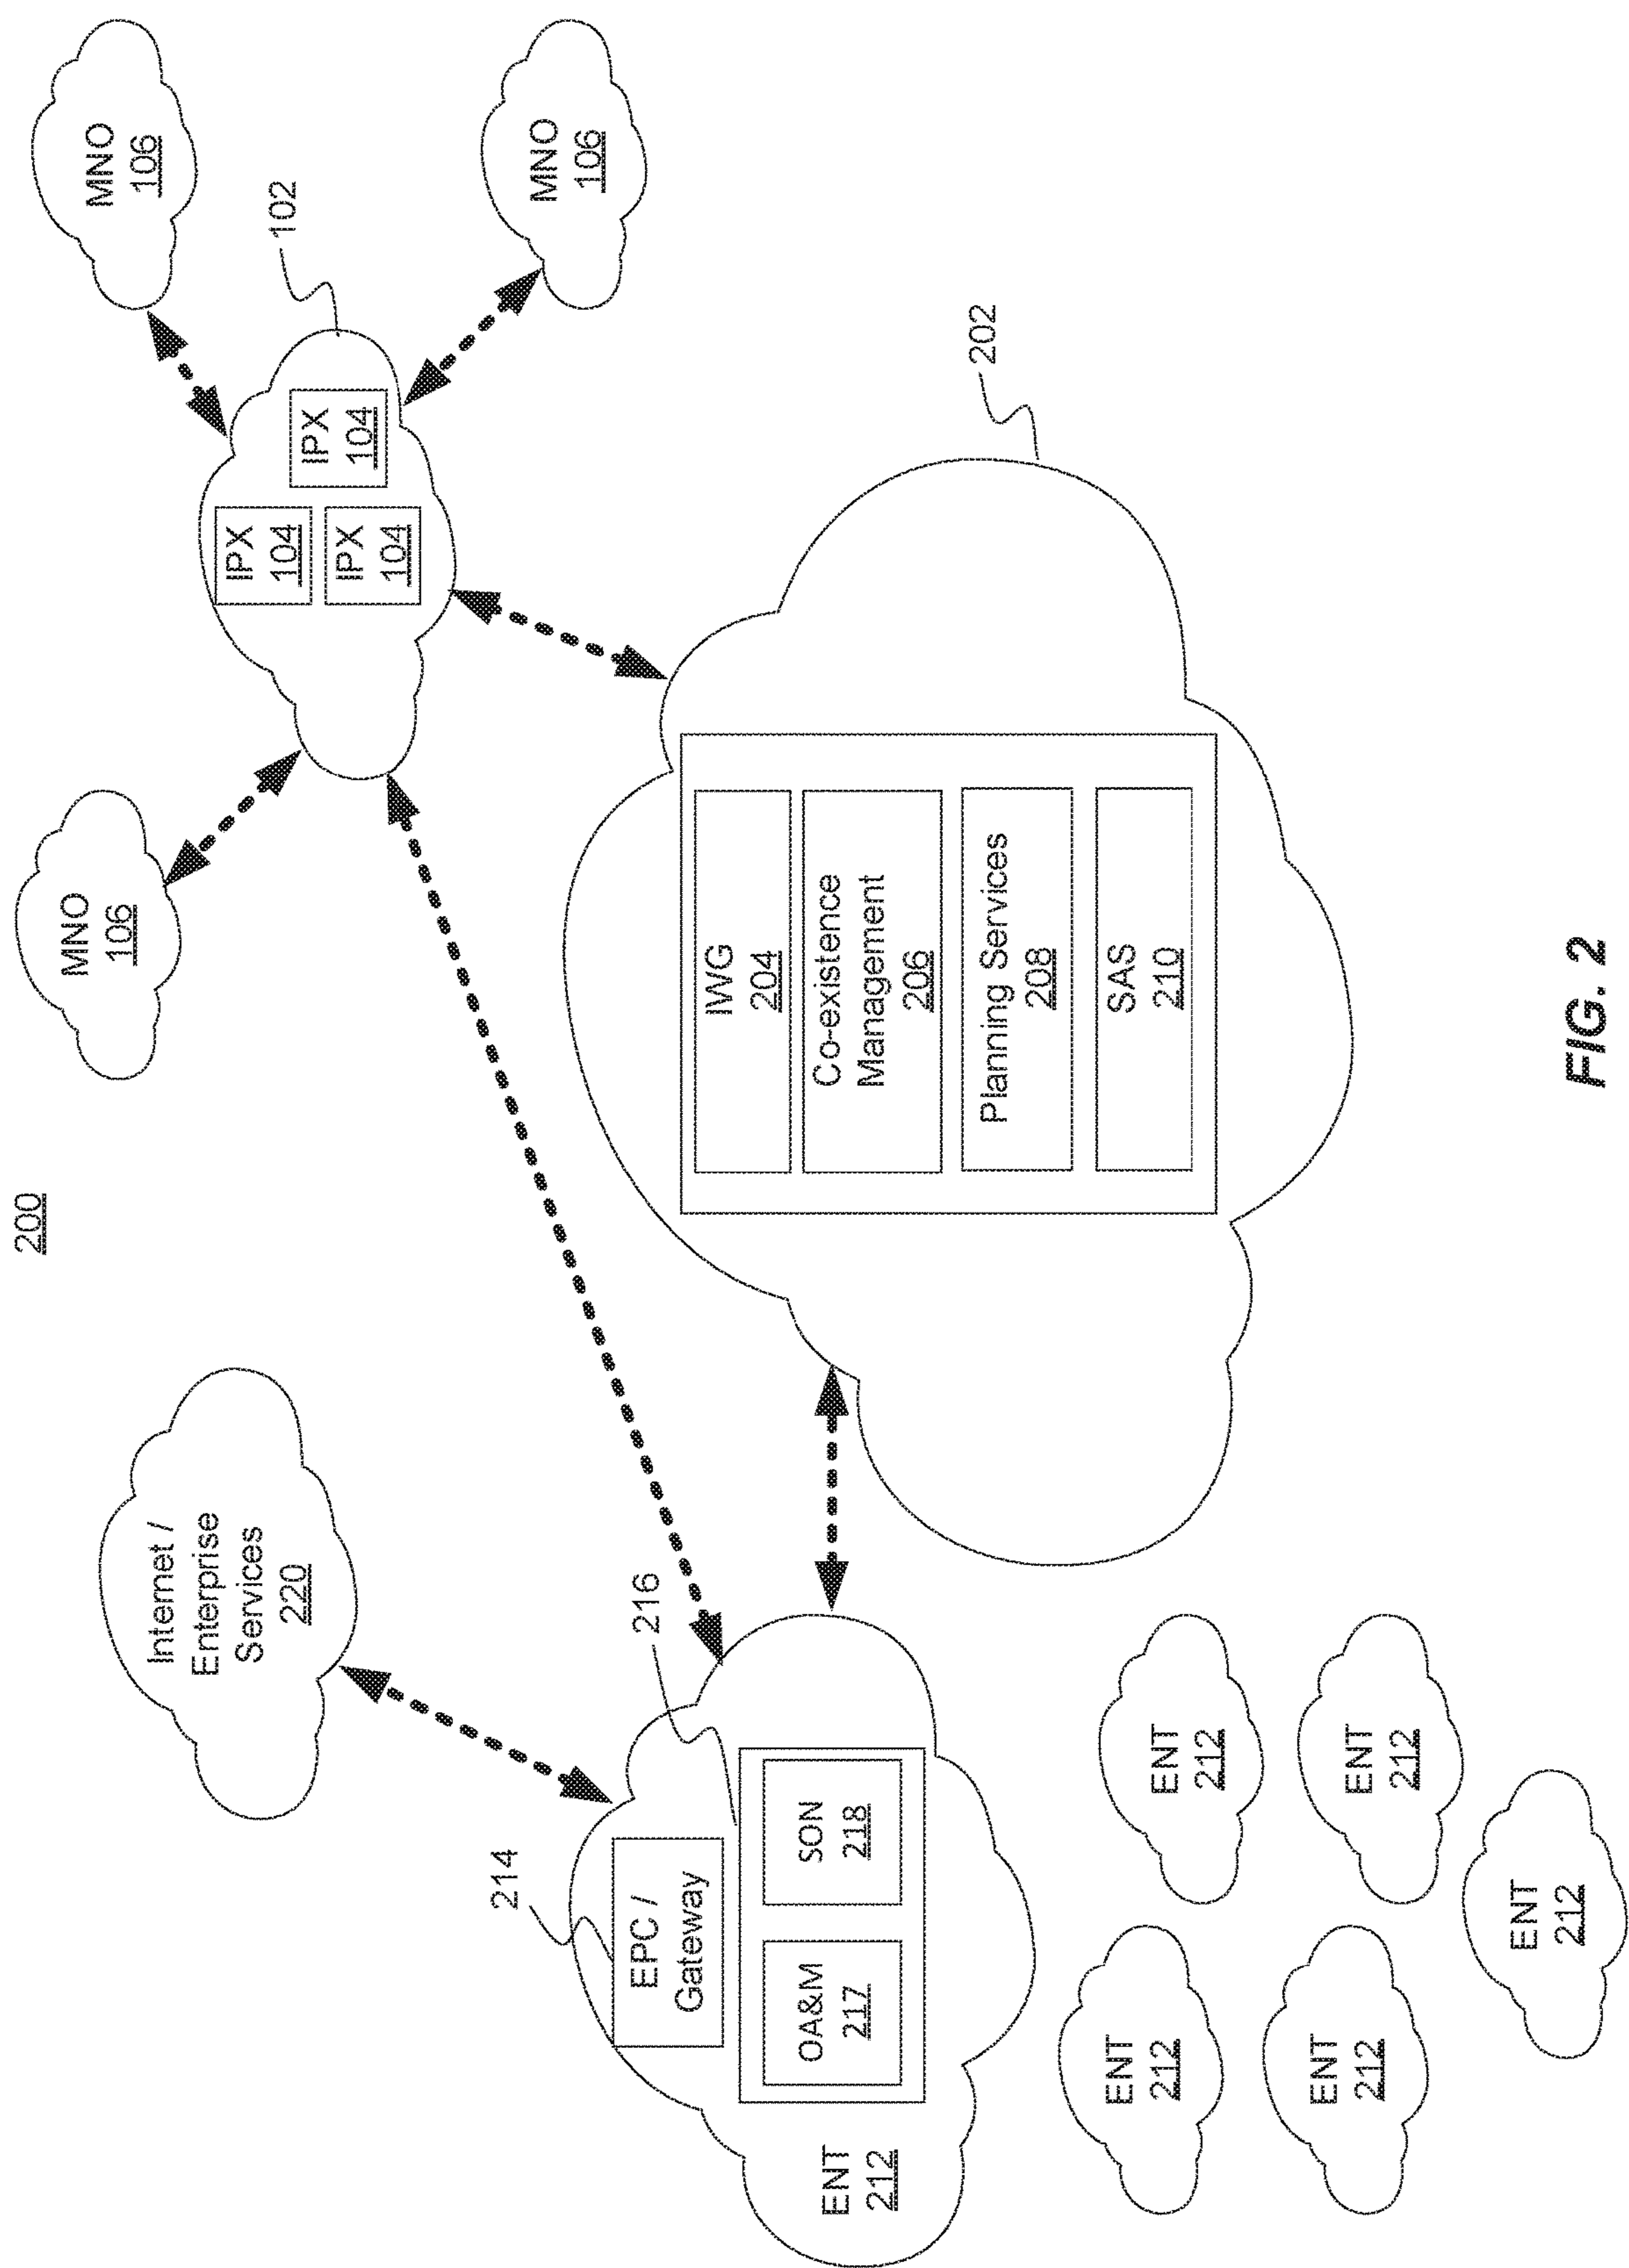 200
MNO
106
MNO
106
MNO
106
102
IPX
104
IPX
104
IPX
104
Internet /
Enterprise
Services
220
202
IWG
204
Co-existence
Management
206
Planning Services
208
SAS
210
214
216
EPC /
Gateway
OA&M
217
SON
218
ENT
212
ENT
212
ENT
212
ENT
212
ENT
212
ENT
212
FIG. 2